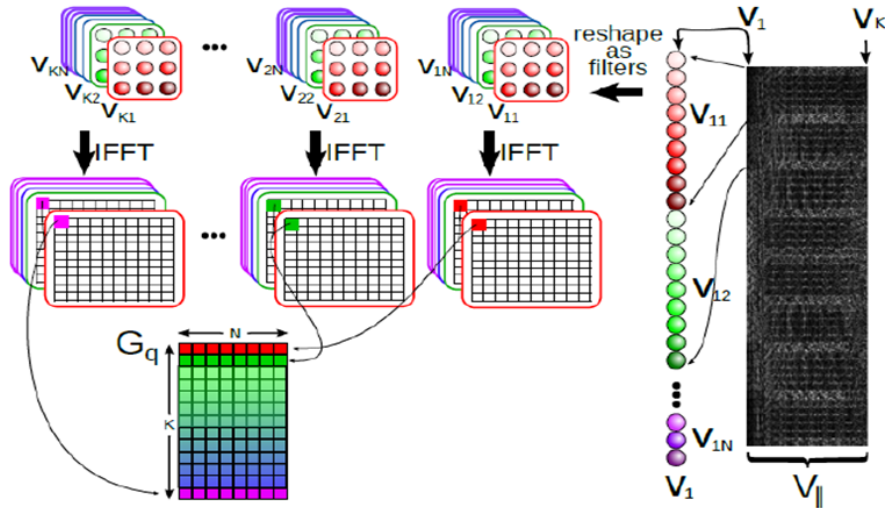 V1
VK
reshape
as
filters
VKN
VK2
VK1
V2N
V22
V21
V1N
V12
V11
V11
V12
V1N
V1
V∥
IFFT
IFFT
IFFT
Gq
N
K